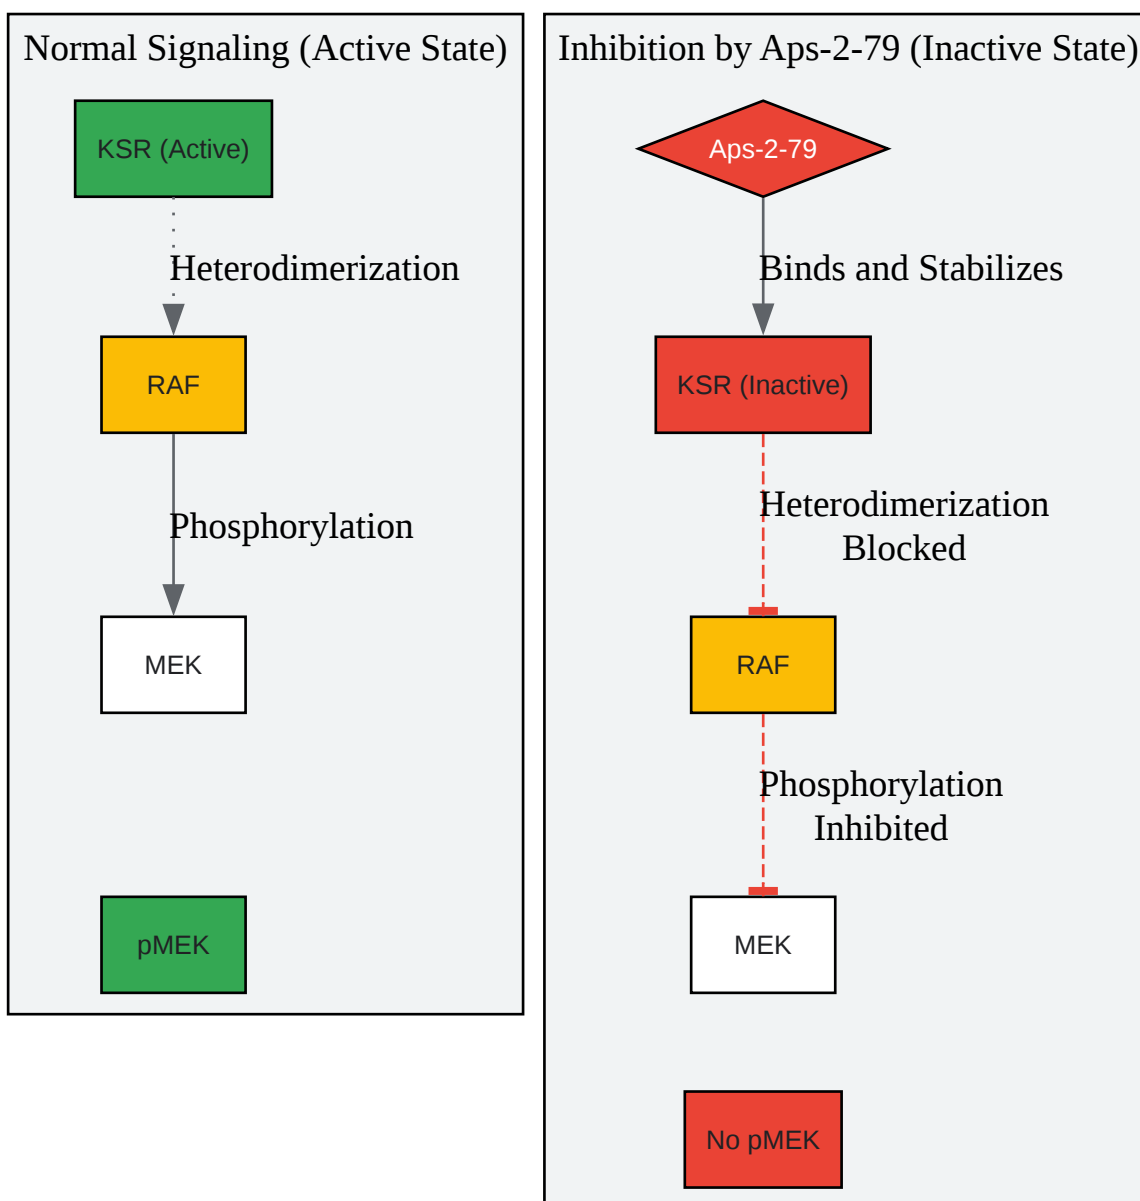 Normal Signaling (Active State)
KSR (Active)
Heterodimerization
RAF
Phosphorylation
MEK
pMEK
Inhibition by Aps-2-79 (Inactive State)
Aps-2-79
Binds and Stabilizes
KSR (Inactive)
Heterodimerization
Blocked
RAF
Phosphorylation
Inhibited
MEK
No pMEK